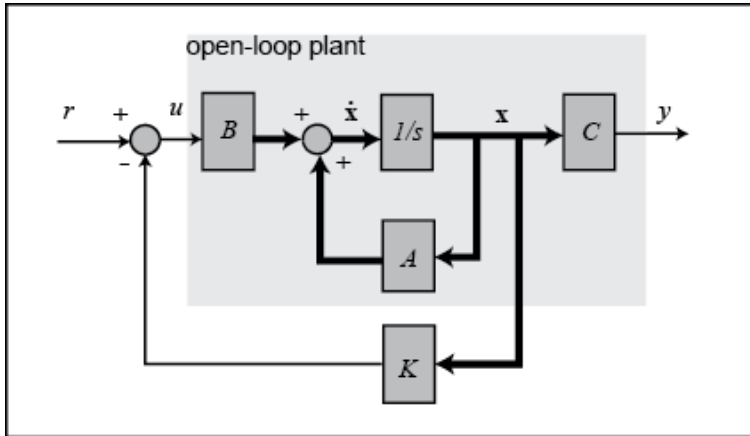 open-loop plant
r + u B + ẋ 1/s x C y
- +
A
K